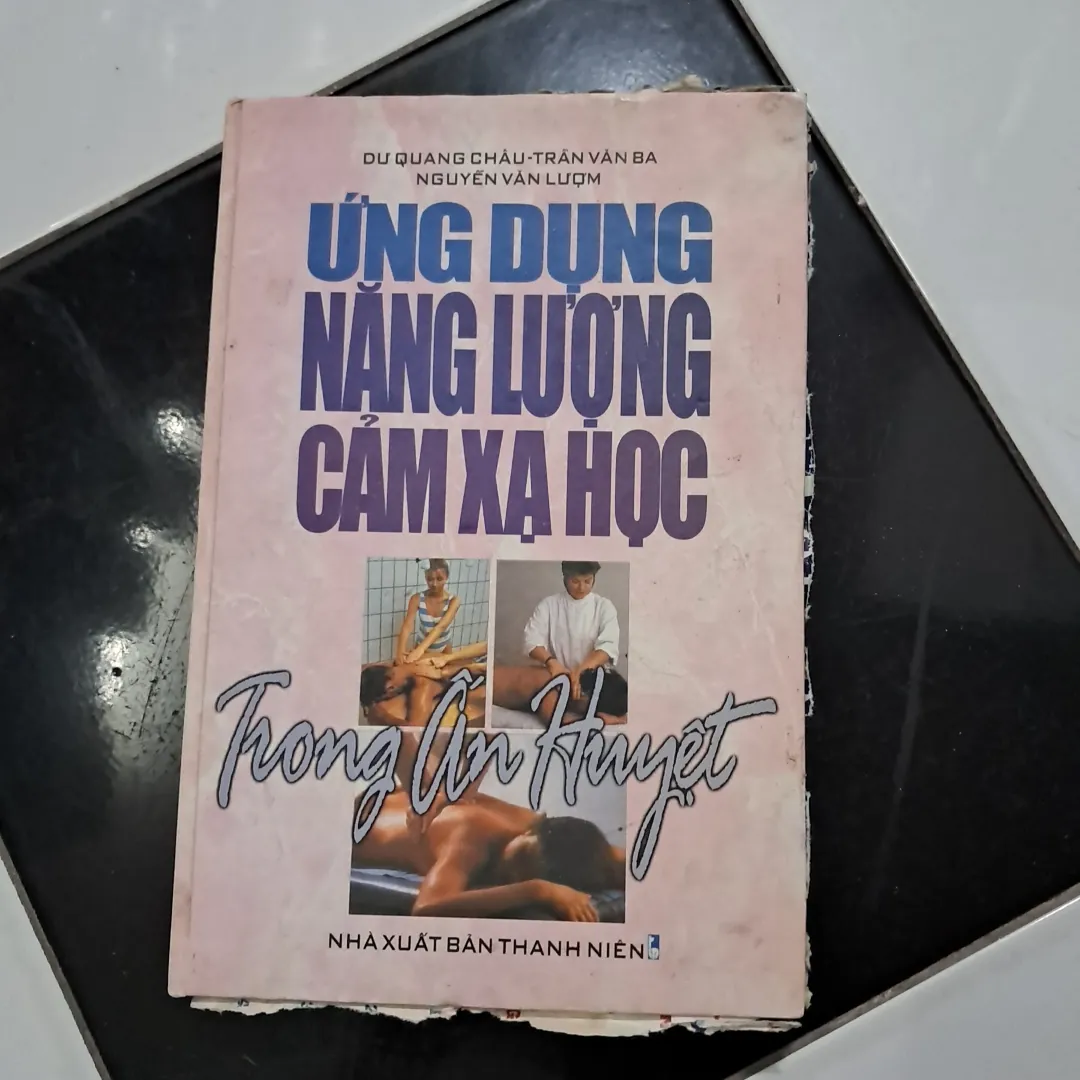 DƯ QUANG CHÂU-TRẦN VĂN BA
NGUYỄN VĂN LƯỢM
ỨNG DỤNG
NĂNG LƯỢNG
CẢM XẠ HỌC
Trong Ấn Huyệt
NHÀ XUẤT BẢN THANH NIÊN